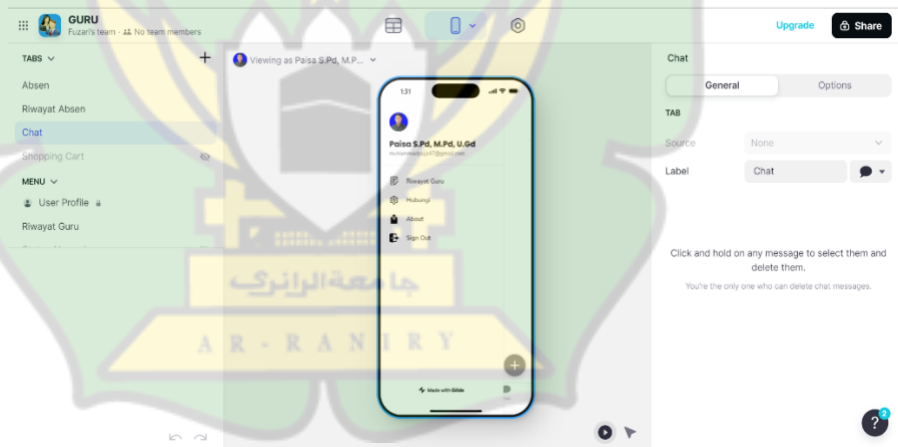 GURU
Fuzari's team · No team members
Upgrade
Share
TABS
Absen
Riwayat Absen
Chat
Shopping Cart
MENU
User Profile
Riwayat Guru
Viewing as Paisa S.Pd, M.P...
1:31
Paisa S.Pd, M.Pd, U.Gd
Riwayat Guru
Hubungi
About
Sign Out
Made with Glide
Chat
General
Options
TAB
Source
None
Label
Chat
Click and hold on any message to select them and
delete them.
You're the only one who can delete chat messages.
2
?
جامعة الرانري
AR-RANIRY